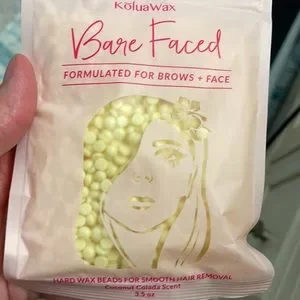 KōluaWax
Bare Faced
FORMULATED FOR BROWS + FACE
HARD WAX BEADS FOR SMOOTH HAIR REMOVAL
Coconut Colada Scent
3.5 oz